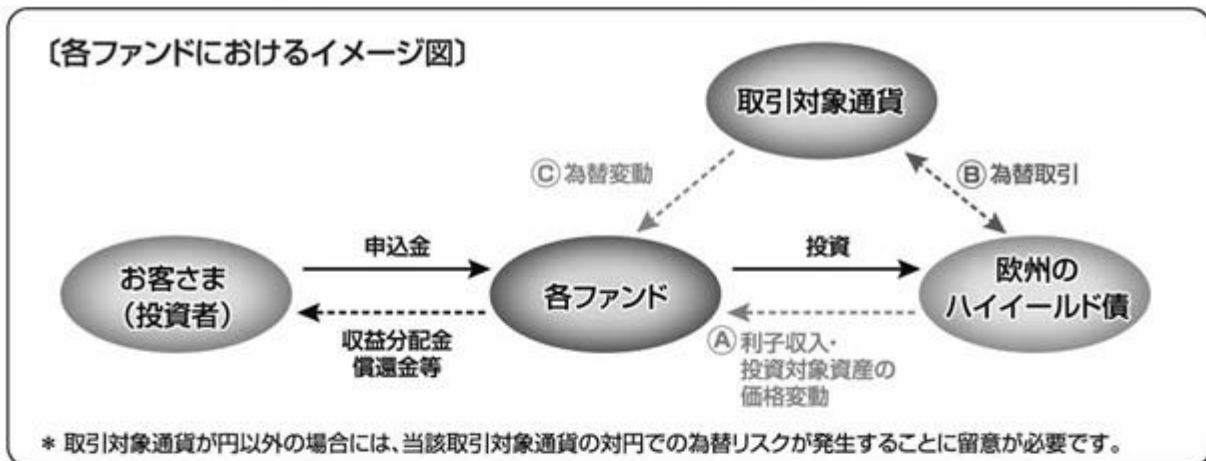 〔各ファンドにおけるイメージ図〕
取引対象通貨
Ⓒ為替変動
Ⓑ為替取引
お客さま
（投資者）
申込金
収益分配金
償還金等
各ファンド
投資
Ⓐ利子収入・
投資対象資産の
価格変動
欧州の
ハイイールド債
* 取引対象通貨が円以外の場合には、当該取引対象通貨の対円での為替リスクが発生することに留意が必要です。